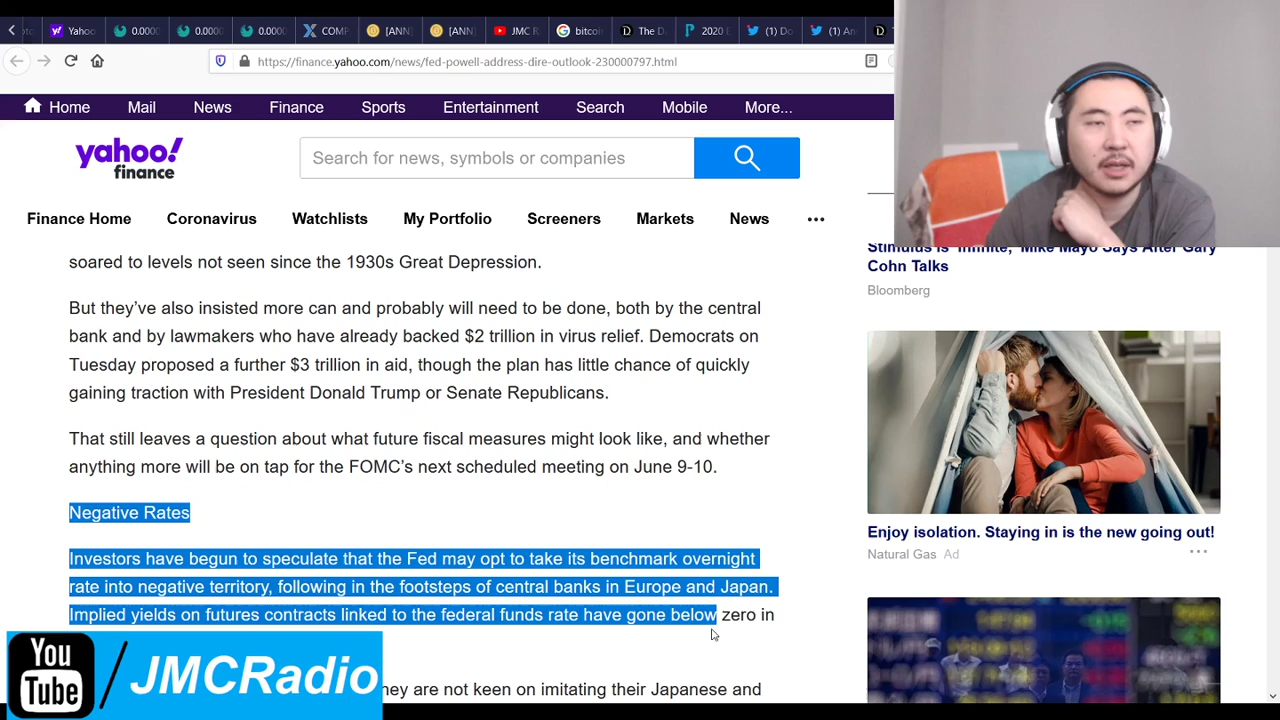 Yahoo
0.0000
0.0000
0.0000
COMP
[ANN]
[ANN]
JMC R
bitcoi
The D
2020 E
(1) Do
(1) An
https://finance.yahoo.com/news/fed-powell-address-dire-outlook-230000797.html
Home
Mail
News
Finance
Sports
Entertainment
Search
Mobile
More...
yahoo!
finance
Search for news, symbols or companies
Finance Home
Coronavirus
Watchlists
My Portfolio
Screeners
Markets
News
soared to levels not seen since the 1930s Great Depression.
But they've also insisted more can and probably will need to be done, both by the central
bank and by lawmakers who have already backed $2 trillion in virus relief. Democrats on
Tuesday proposed a further $3 trillion in aid, though the plan has little chance of quickly
gaining traction with President Donald Trump or Senate Republicans.
That still leaves a question about what future fiscal measures might look like, and whether
anything more will be on tap for the FOMC's next scheduled meeting on June 9-10.
Negative Rates
Investors have begun to speculate that the Fed may opt to take its benchmark overnight
rate into negative territory, following in the footsteps of central banks in Europe and Japan.
Implied yields on futures contracts linked to the federal funds rate have gone below zero in
hey are not keen on imitating their Japanese and
Stimulus Is 'Infinite,' Mike Mayo Says After Gary
Cohn Talks
Bloomberg
Enjoy isolation. Staying in is the new going out!
Natural Gas Ad
You
Tube
/JMCRadio